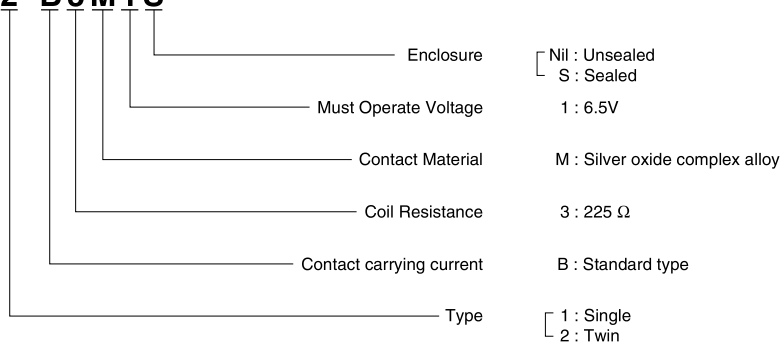 Enclosure Nil : Unsealed
S : Sealed
Must Operate Voltage 1 : 6.5V
Contact Material M : Silver oxide complex alloy
Coil Resistance 3 : 225 Ω
Contact carrying current B : Standard type
Type 1 : Single
2 : Twin